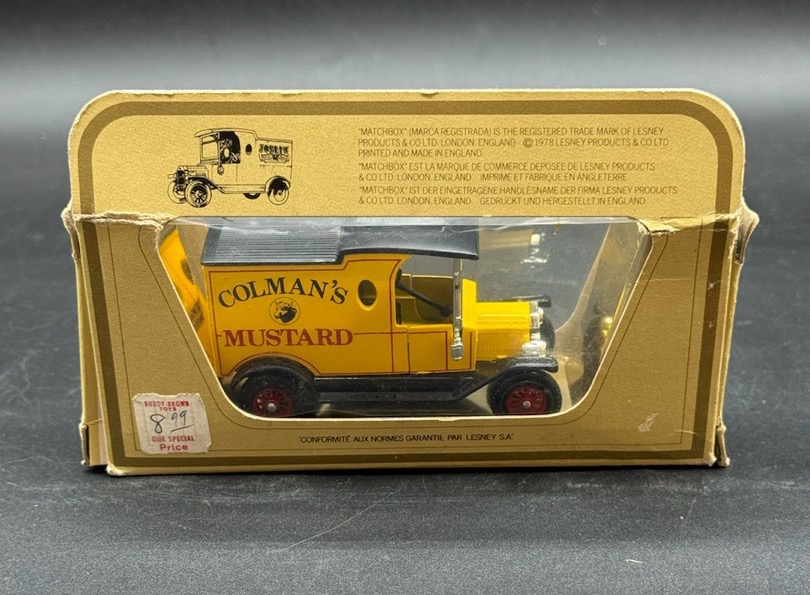 "MATCHBOX" (MARCA REGISTRADA) IS THE REGISTERED TRADE MARK OF LESNEY
PRODUCTS & CO LTD. LONDON. ENGLAND © 1978 LESNEY PRODUCTS & CO LTD
PRINTED AND MADE IN ENGLAND.
"MATCHBOX" EST LA MARQUE DE COMMERCE DEPOSEE DE LESNEY PRODUCTS
& CO LTD. LONDON, ENGLAND. IMPRIME ET FABRIQUE EN ANGLETERRE
"MATCHBOX" IST DER EINGETRAGENE HANDLESNAME DER FIRMA LESNEY PRODUCTS
& CO LTD. LONDON, ENGLAND. GEDRUCKT UND HERGESTELLT IN ENGLAND.
COLMAN'S
MUSTARD
BUDDY BROWN
TOYS
8 99
OUR SPECIAL
Price
'CONFORMITÉ AUX NORMES GARANTIE PAR LESNEY S.A.'